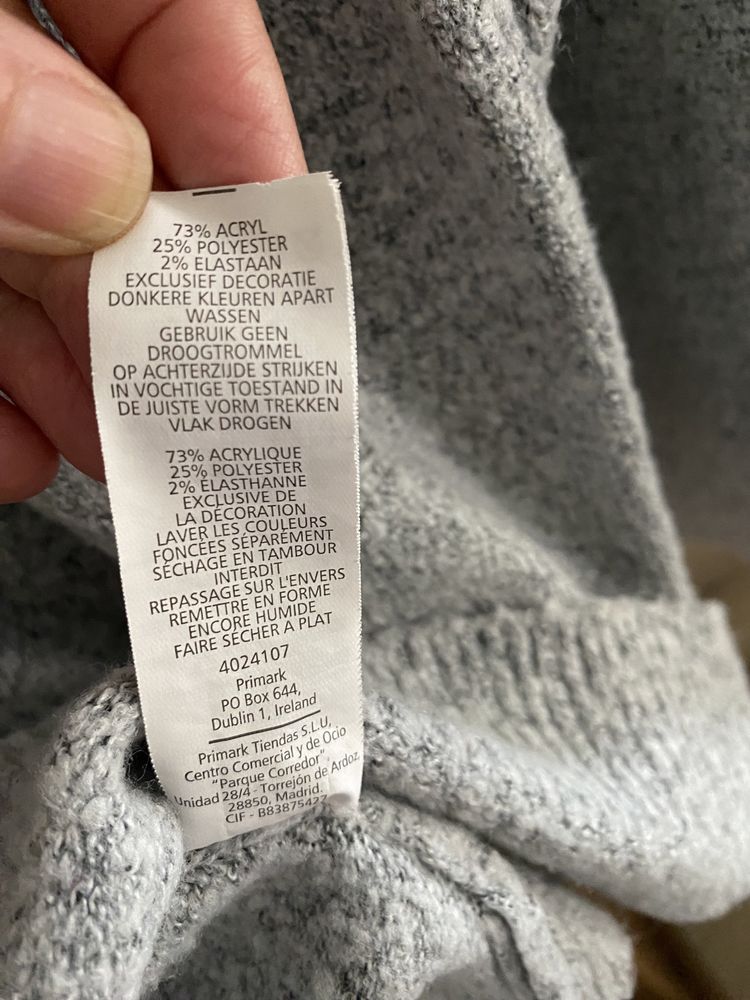 73% ACRYL
25% POLYESTER
2% ELASTAAN
EXCLUSIEF DECORATIE
DONKERE KLEUREN APART
WASSEN
GEBRUIK GEEN
DROOGTROMMEL
OP ACHTERZIJDE STRIJKEN
IN VOCHTIGE TOESTAND IN
DE JUISTE VORM TREKKEN
VLAK DROGEN
73% ACRYLIQUE
25% POLYESTER
2% ÉLASTHANNE
EXCLUSIVE DE
LA DÉCORATION
LAVER LES COULEURS
FONCÉES SÉPARÉMENT
SÉCHAGE EN TAMBOUR
INTERDIT
REPASSAGE SUR L'ENVERS
REMETTRE EN FORME
ENCORE HUMIDE
FAIRE SÉCHER A PLAT
4024107
Primark
PO Box 644,
Dublin 1, Ireland
Primark Tiendas S.L.U,
Centro Comercial y de Ocio
"Parque Corredor",
Unidad 28/4 - Torrejón de Ardoz,
28850, Madrid.
CIF - B83875427